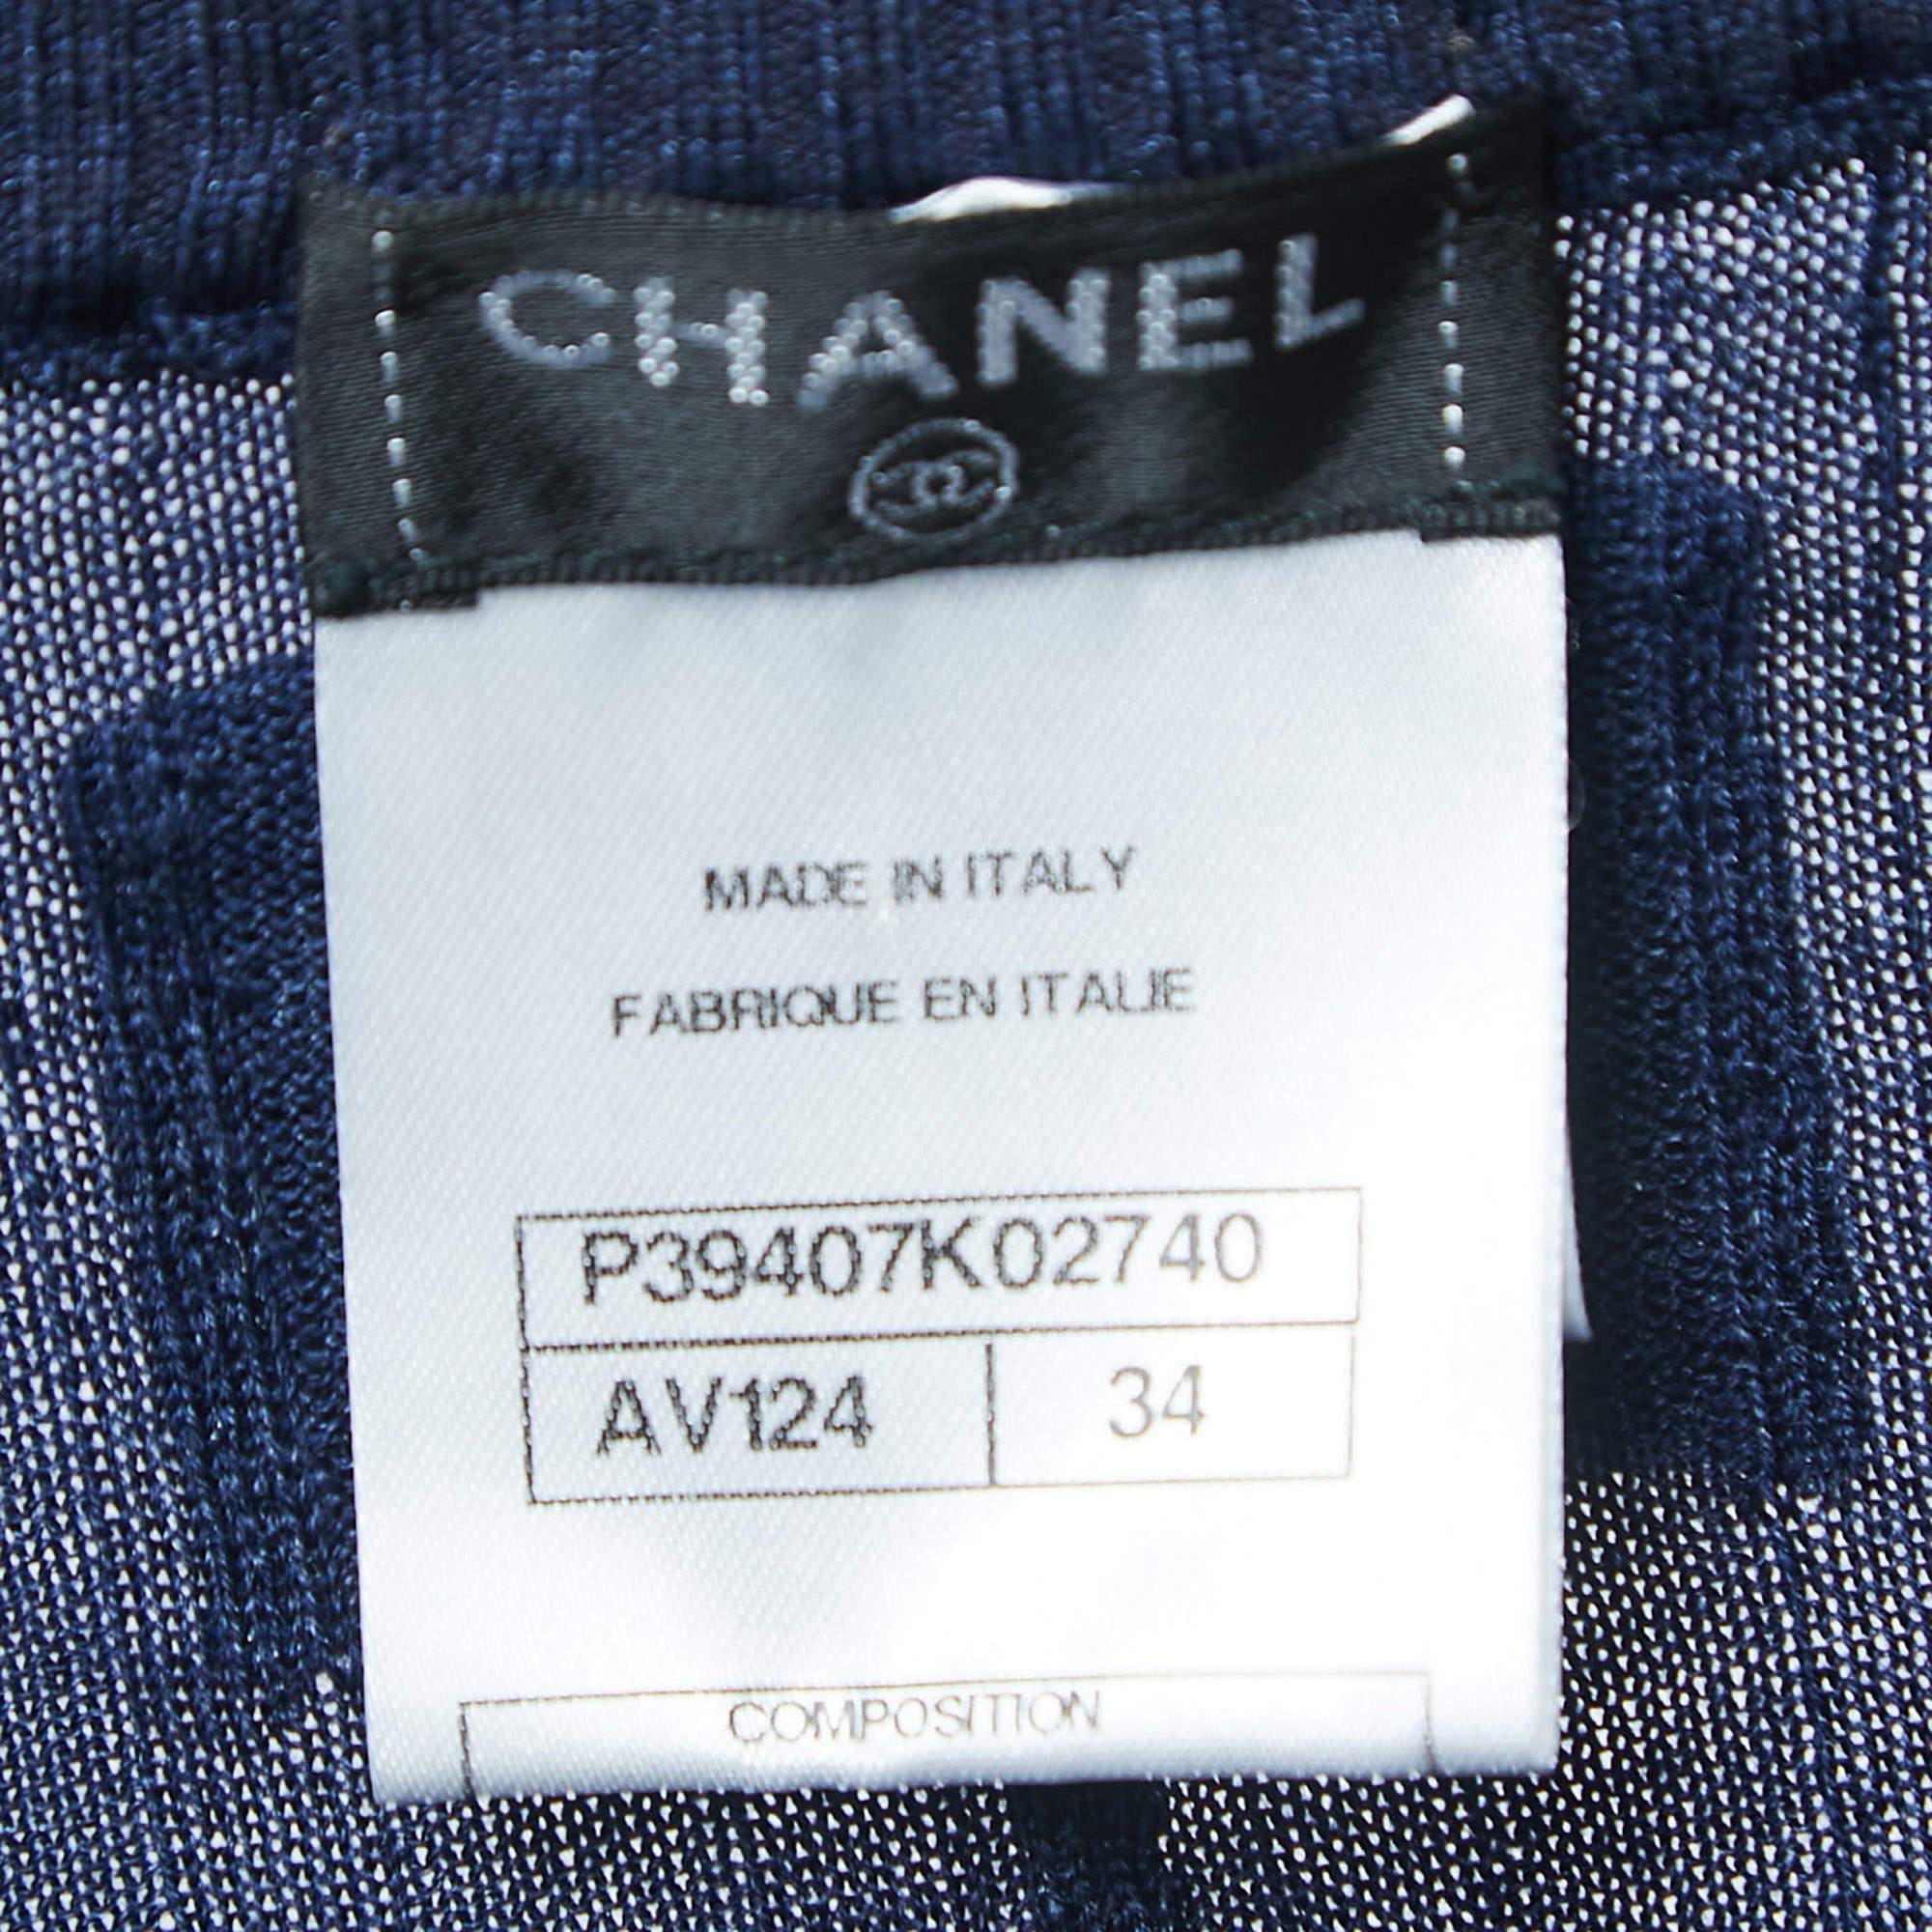 CHANEL
MADE IN ITALY
FABRIQUE EN ITALIE
P39407K02740
AV124 34
COMPOSITION